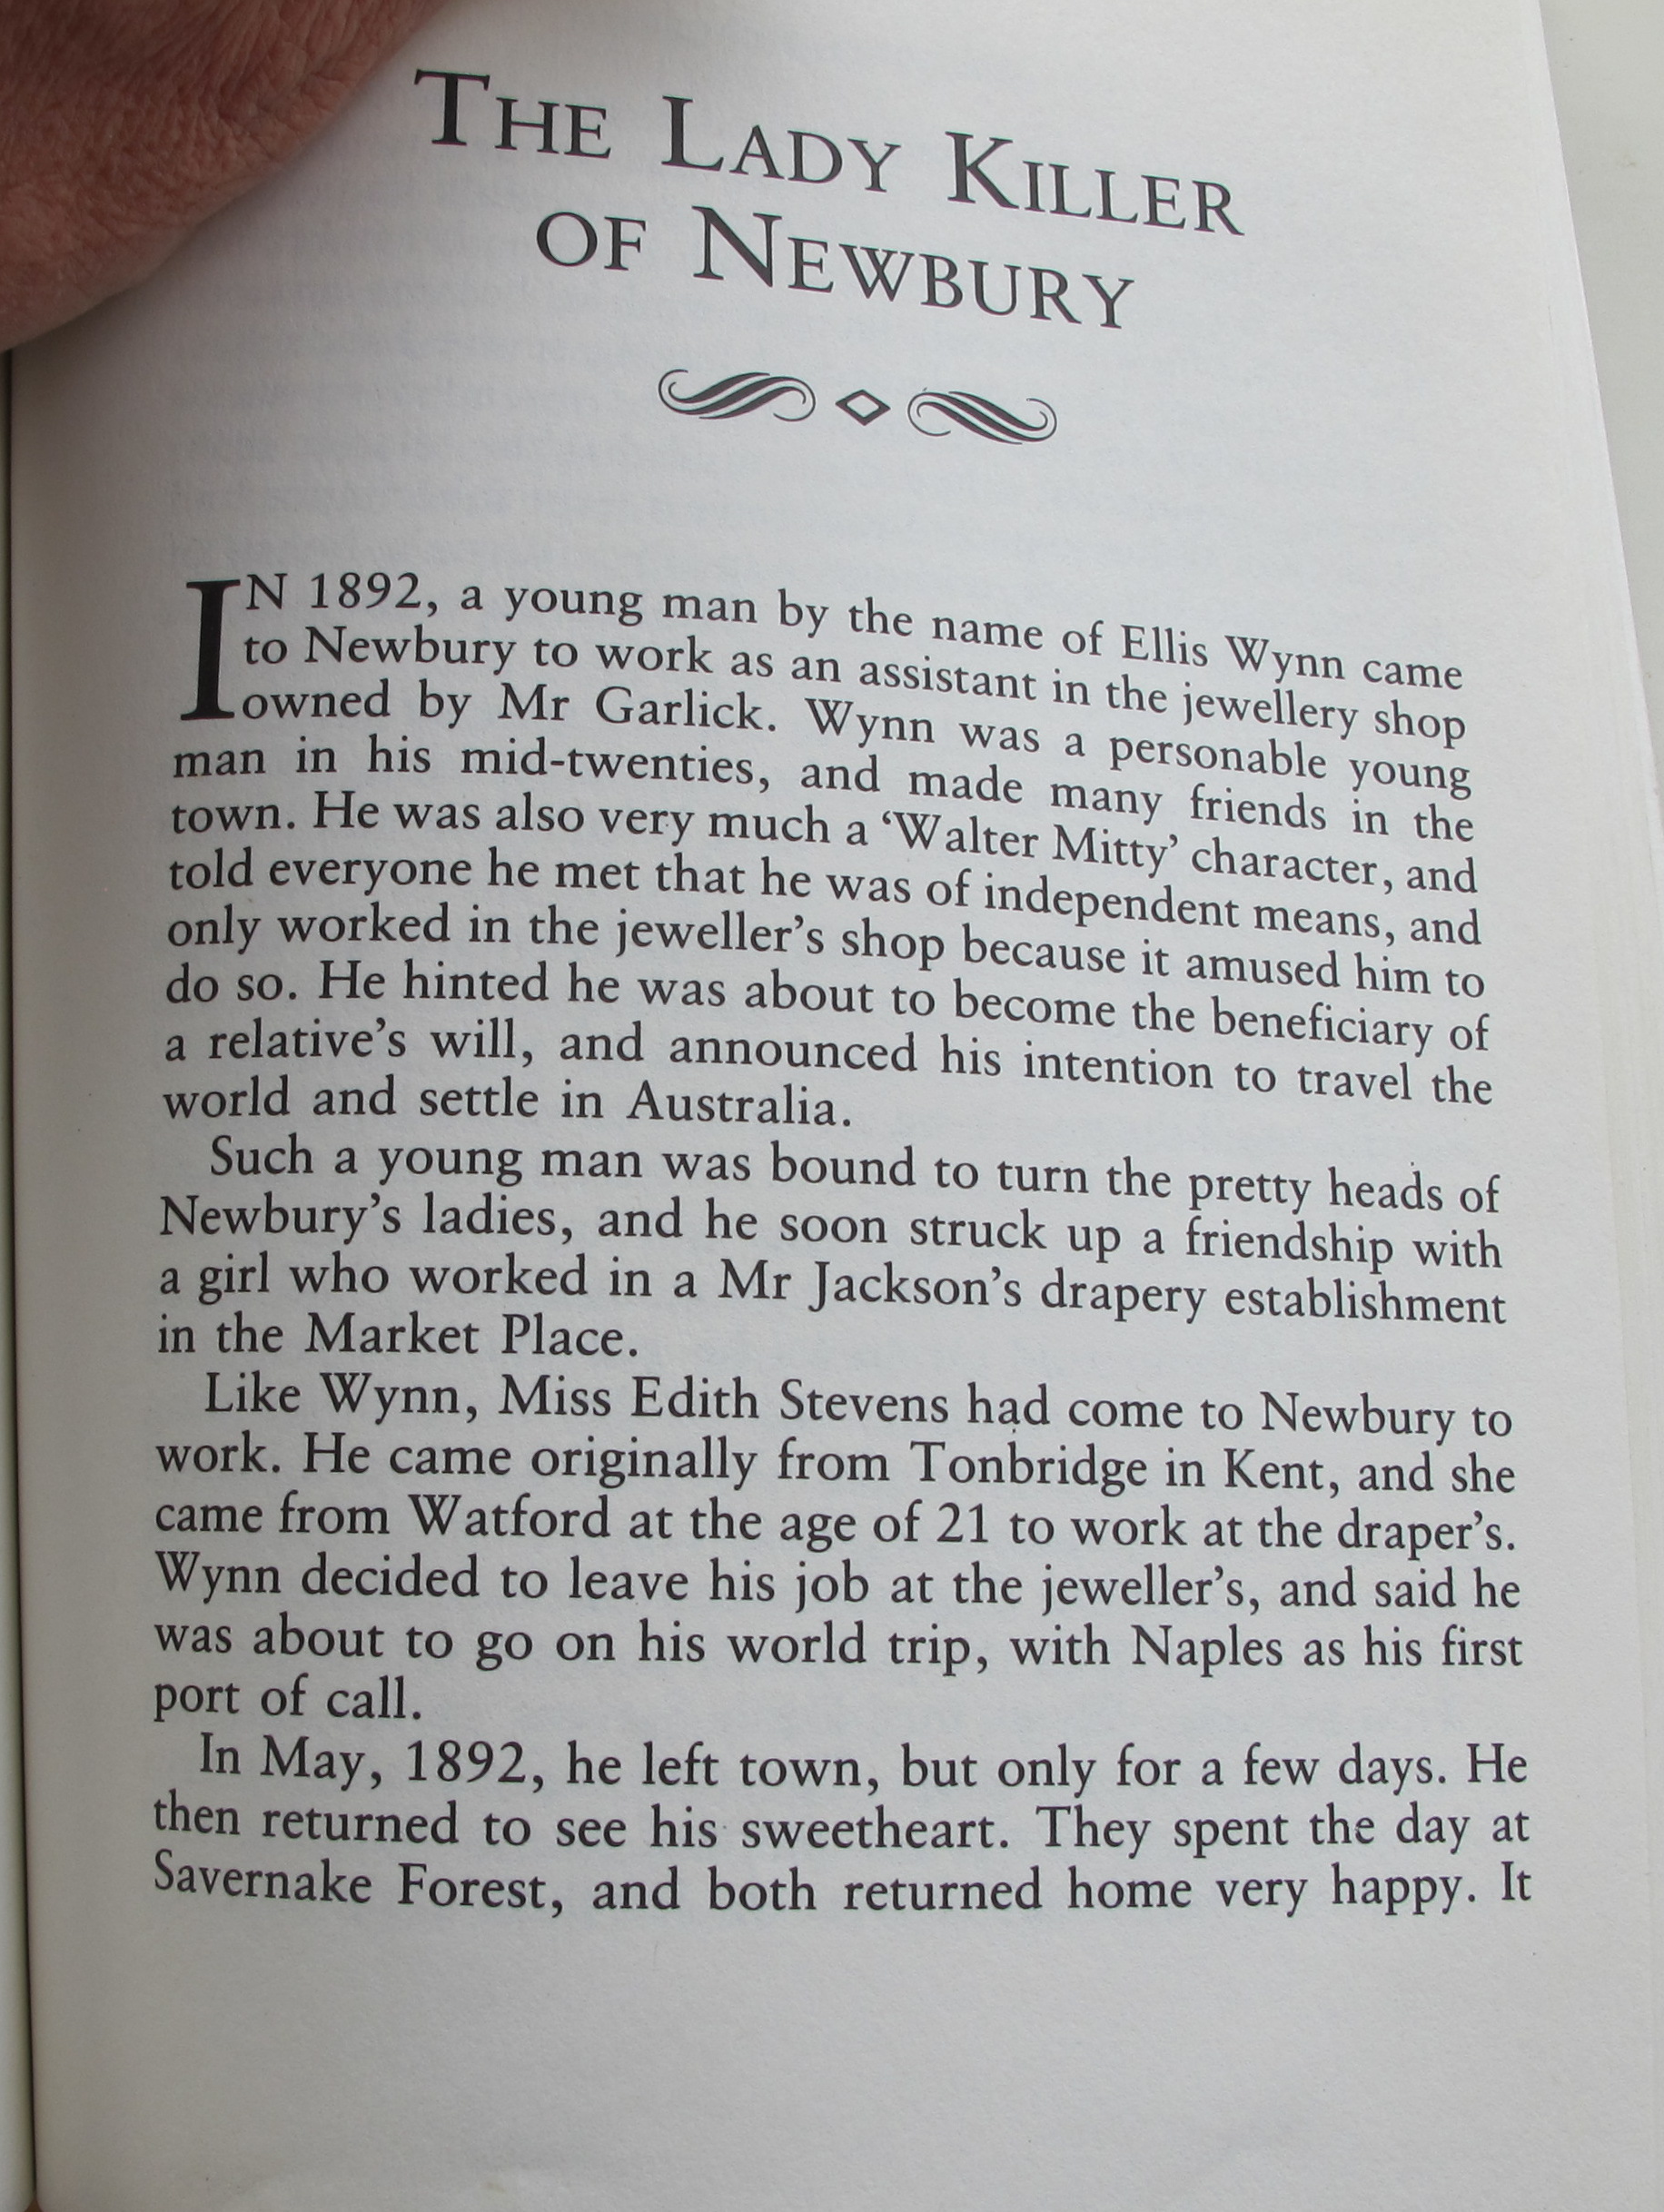 THE LADY KILLER
OF NEWBURY
IN 1892, a young man by the name of Ellis Wynn came
to Newbury to work as an assistant in the jewellery shop
owned by Mr Garlick. Wynn was a personable young
man in his mid-twenties, and made many friends in the
town. He was also very much a ‘Walter Mitty’ character, and
told everyone he met that he was of independent means, and
only worked in the jeweller’s shop because it amused him to
do so. He hinted he was about to become the beneficiary of
a relative’s will, and announced his intention to travel the
world and settle in Australia.
Such a young man was bound to turn the pretty heads of
Newbury’s ladies, and he soon struck up a friendship with
a girl who worked in a Mr Jackson’s drapery establishment
in the Market Place.
Like Wynn, Miss Edith Stevens had come to Newbury to
work. He came originally from Tonbridge in Kent, and she
came from Watford at the age of 21 to work at the draper’s.
Wynn decided to leave his job at the jeweller’s, and said he
was about to go on his world trip, with Naples as his first
port of call.
In May, 1892, he left town, but only for a few days. He
then returned to see his sweetheart. They spent the day at
Savernake Forest, and both returned home very happy. It